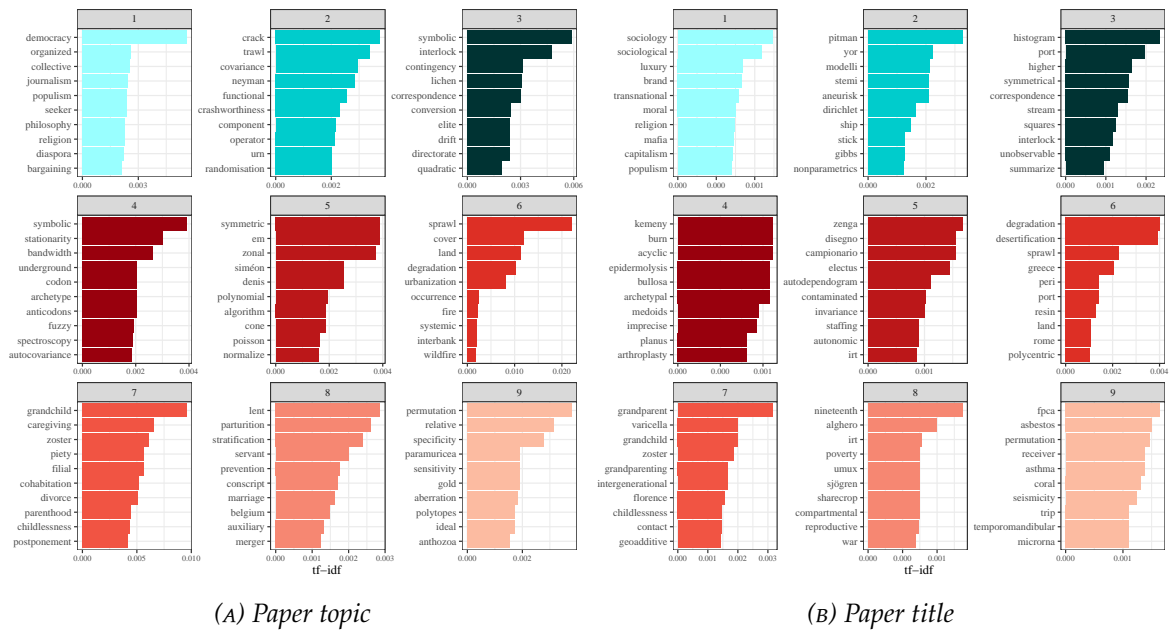 1
democracy
organized
collective
journalism
populism
seeker
philosophy
religion
diaspora
bargaining
0.000 0.003
2
crack
trawl
covariance
neyman
functional
crashworthiness
component
operator
urn
randomisation
0.000 0.002
3
symbolic
interlock
contingency
lichen
correspondence
conversion
elite
drift
directorate
quadratic
0.000 0.002 0.004 0.006
4
symbolic
stationarity
bandwidth
underground
codon
archetype
anticodons
fuzzy
spectroscopy
autocovariance
0.000 0.002 0.004
5
symmetric
em
zonal
siméon
denis
polynomial
algorithm
cone
poisson
normalize
0.000 0.001 0.002 0.003 0.004
6
sprawl
cover
land
degradation
urbanization
occurrence
fire
systemic
interbank
wildfire
0.000 0.010 0.020
7
grandchild
caregiving
zoster
piety
filial
cohabitation
divorce
parenthood
childlessness
postponement
0.000 0.005 0.010
8
lent
parturition
stratification
servant
prevention
conscript
marriage
belgium
auxiliary
merger
0.000 0.001 0.002 0.003
9
permutation
relative
specificity
paramuricea
sensitivity
gold
aberration
polytopes
ideal
anthozoa
0.000 0.002
tf−idf
(A) Paper topic
1
sociology
sociological
luxury
brand
transnational
moral
religion
mafia
capitalism
populism
0.000 0.001 0.001
2
pitman
yor
modelli
stemi
aneurisk
dirichlet
ship
stick
gibbs
nonparametrics
0.000 0.002
3
histogram
port
higher
symmetrical
correspondence
stream
squares
interlock
unobservable
summarize
0.000 0.001 0.002
4
kemeny
burn
acyclic
epidermolysis
bullosa
archetypal
medoids
imprecise
planus
arthroplasty
0.000 0.001
5
zenga
disegno
campionario
electus
autodependogram
contaminated
invariance
staffing
autonomic
irt
0.000 0.001
6
degradation
desertification
sprawl
greece
peri
port
resin
land
rome
polycentric
0.000 0.002 0.004
7
grandparent
varicella
grandchild
zoster
grandparenting
intergenerational
florence
childlessness
contact
geoadditive
0.000 0.001 0.002 0.003
8
nineteenth
alghero
irt
poverty
umux
sjögren
sharecrop
compartmental
reproductive
war
0.000 0.001
9
fpca
asbestos
permutation
receiver
asthma
coral
seismicity
trip
temporomandibular
microrna
0.000 0.001
tf−idf
(B) Paper title